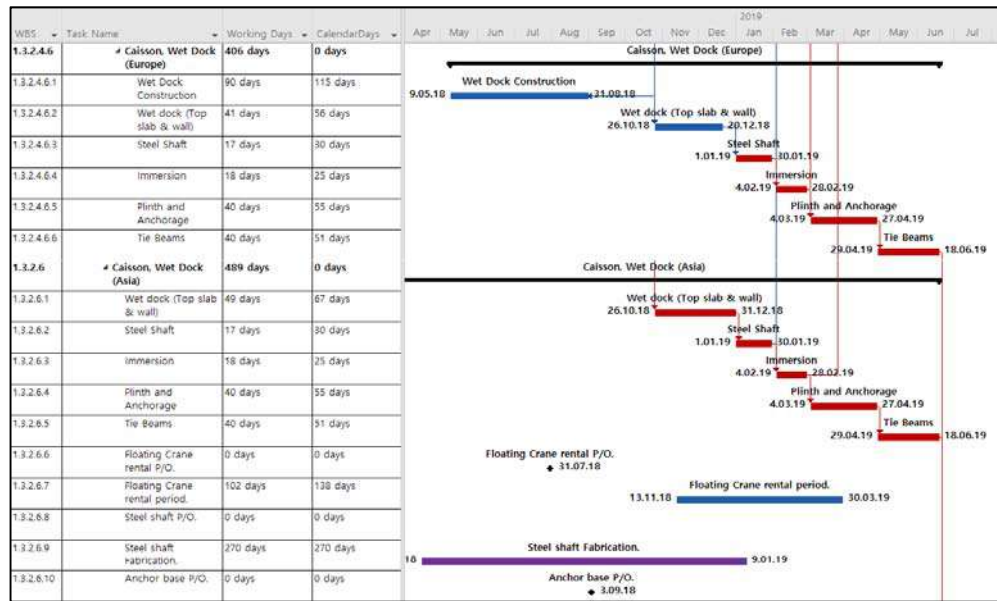 2019
WBS Task Name Working Days CalendarDays Apr May Jun Jul Aug Sep Oct Nov Dec Jan Feb Mar Apr May Jun Jul
1.3.2.4.6 Caisson, Wet Dock 406 days 0 days Caisson, Wet Dock (Europe)
(Europe)
1.3.2.4.6.1 Wet Dock 90 days 115 days Wet Dock Construction
Construction 9.05.18 31.08.18
1.3.2.4.6.2 Wet dock (Top 41 days 56 days Wet dock (Top slab & wall)
slab & wall) 26.10.18 20.12.18
1.3.2.4.6.3 Steel Shaft 17 days 30 days Steel Shaft
1.01.19 30.01.19
1.3.2.4.6.4 Immersion 18 days 25 days Immersion
4.02.19 28.02.19
1.3.2.4.6.5 Plinth and 40 days 55 days Plinth and Anchorage
Anchorage 4.03.19 27.04.19
1.3.2.4.6.6 Tie Beams 40 days 51 days Tie Beams
29.04.19 18.06.19
1.3.2.6 Caisson, Wet Dock 489 days 0 days Caisson, Wet Dock (Asia)
(Asia)
1.3.2.6.1 Wet dock (Top slab 49 days 67 days Wet dock (Top slab & wall)
& wall) 26.10.18 31.12.18
1.3.2.6.2 Steel Shaft 17 days 30 days Steel Shaft
1.01.19 30.01.19
1.3.2.6.3 Immersion 18 days 25 days Immersion
4.02.19 28.02.19
1.3.2.6.4 Plinth and 40 days 55 days Plinth and Anchorage
Anchorage 4.03.19 27.04.19
1.3.2.6.5 Tie Beams 40 days 51 days Tie Beams
29.04.19 18.06.19
1.3.2.6.6 Floating Crane 0 days 0 days Floating Crane rental P/O.
rental P/O. 31.07.18
1.3.2.6.7 Floating Crane 102 days 138 days Floating Crane rental period.
rental period. 13.11.18 30.03.19
1.3.2.6.8 Steel shaft P/O. 0 days 0 days
1.3.2.6.9 Steel shaft 270 days 270 days Steel shaft Fabrication.
Fabrication. 18 9.01.19
1.3.2.6.10 Anchor base P/O. 0 days 0 days Anchor base P/O.
3.09.18